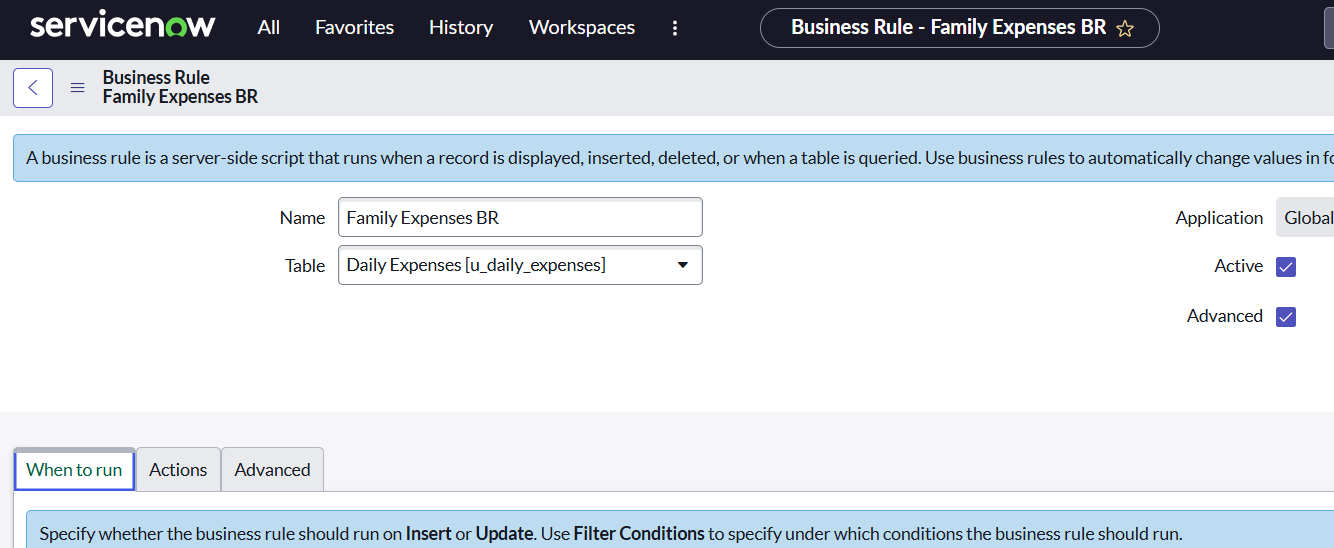 servicenow All Favorites History Workspaces Business Rule - Family Expenses BR
Business Rule
Family Expenses BR
A business rule is a server-side script that runs when a record is displayed, inserted, deleted, or when a table is queried. Use business rules to automatically change values in
Name Family Expenses BR Application Global
Table Daily Expenses [u_daily_expenses] Active
Advanced
When to run Actions Advanced
Specify whether the business rule should run on Insert or Update. Use Filter Conditions to specify under which conditions the business rule should run.